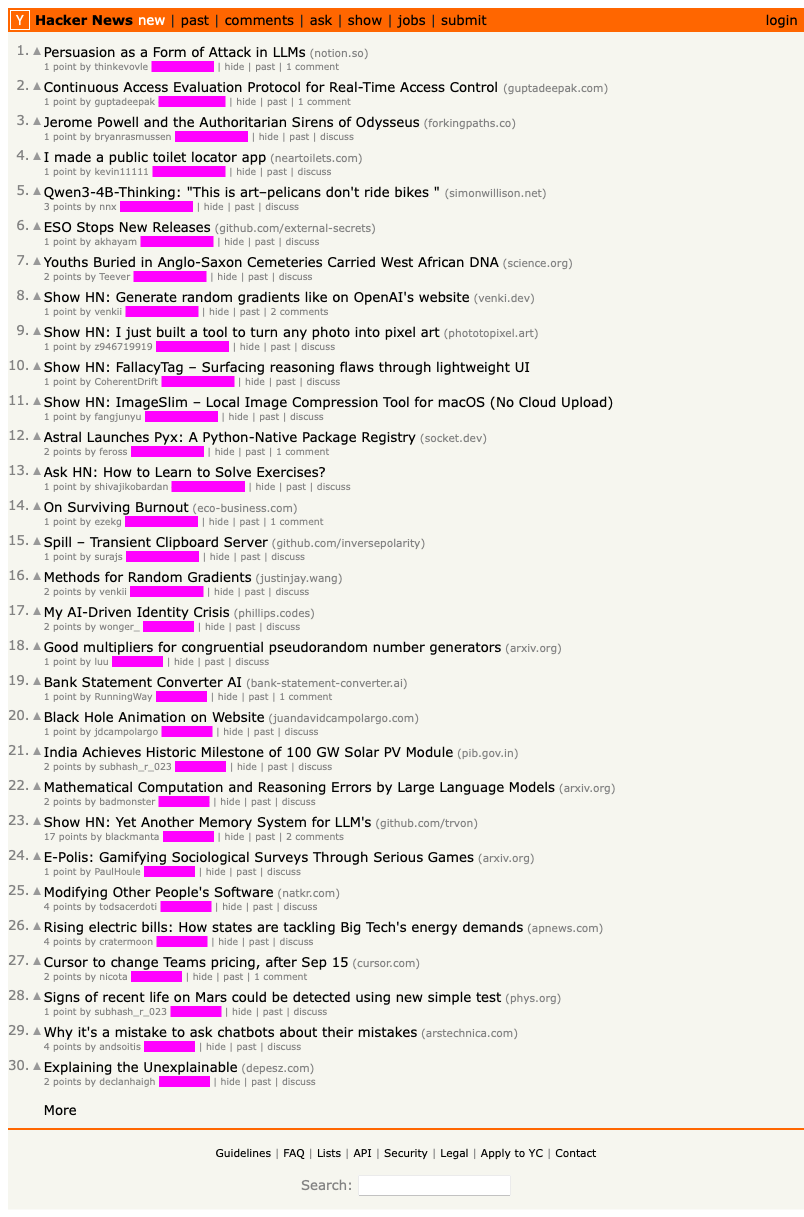 Y Hacker News new | past | comments | ask | show | jobs | submit login
1. Persuasion as a Form of Attack in LLMs (notion.so)
1 point by thinkevovle | hide | past | 1 comment
2. Continuous Access Evaluation Protocol for Real-Time Access Control (guptadeepak.com)
1 point by guptadeepak | hide | past | 1 comment
3. Jerome Powell and the Authoritarian Sirens of Odysseus (forkingpaths.co)
1 point by bryanrasmussen | hide | past | discuss
4. I made a public toilet locator app (neartoilets.com)
1 point by kevin11111 | hide | past | discuss
5. Qwen3-4B-Thinking: "This is art–pelicans don't ride bikes " (simonwillison.net)
3 points by nnx | hide | past | discuss
6. ESO Stops New Releases (github.com/external-secrets)
1 point by akhayam | hide | past | discuss
7. Youths Buried in Anglo-Saxon Cemeteries Carried West African DNA (science.org)
2 points by Teever | hide | past | discuss
8. Show HN: Generate random gradients like on OpenAI's website (venki.dev)
1 point by venkii | hide | past | 2 comments
9. Show HN: I just built a tool to turn any photo into pixel art (phototopixel.art)
1 point by z946719919 | hide | past | discuss
10. Show HN: FallacyTag – Surfacing reasoning flaws through lightweight UI
1 point by CoherentDrift | hide | past | discuss
11. Show HN: ImageSlim – Local Image Compression Tool for macOS (No Cloud Upload)
1 point by fangjunyu | hide | past | discuss
12. Astral Launches Pyx: A Python-Native Package Registry (socket.dev)
2 points by feross | hide | past | 1 comment
13. Ask HN: How to Learn to Solve Exercises?
1 point by shivajikobardan | hide | past | discuss
14. On Surviving Burnout (eco-business.com)
1 point by ezekg | hide | past | 1 comment
15. Spill – Transient Clipboard Server (github.com/inversepolarity)
1 point by surajs | hide | past | discuss
16. Methods for Random Gradients (justinjay.wang)
2 points by venkii | hide | past | discuss
17. My AI-Driven Identity Crisis (phillips.codes)
2 points by wonger_ | hide | past | discuss
18. Good multipliers for congruential pseudorandom number generators (arxiv.org)
1 point by luu | hide | past | discuss
19. Bank Statement Converter AI (bank-statement-converter.ai)
1 point by RunningWay | hide | past | 1 comment
20. Black Hole Animation on Website (juandavidcampolargo.com)
1 point by jdcampolargo | hide | past | discuss
21. India Achieves Historic Milestone of 100 GW Solar PV Module (pib.gov.in)
2 points by subhash_r_023 | hide | past | discuss
22. Mathematical Computation and Reasoning Errors by Large Language Models (arxiv.org)
2 points by badmonster | hide | past | discuss
23. Show HN: Yet Another Memory System for LLM's (github.com/trvon)
17 points by blackmanta | hide | past | 2 comments
24. E-Polis: Gamifying Sociological Surveys Through Serious Games (arxiv.org)
1 point by PaulHoule | hide | past | discuss
25. Modifying Other People's Software (natkr.com)
4 points by todsacerdoti | hide | past | discuss
26. Rising electric bills: How states are tackling Big Tech's energy demands (apnews.com)
4 points by cratermoon | hide | past | discuss
27. Cursor to change Teams pricing, after Sep 15 (cursor.com)
2 points by nicota | hide | past | 1 comment
28. Signs of recent life on Mars could be detected using new simple test (phys.org)
1 point by subhash_r_023 | hide | past | discuss
29. Why it's a mistake to ask chatbots about their mistakes (arstechnica.com)
4 points by andsoitis | hide | past | discuss
30. Explaining the Unexplainable (depesz.com)
2 points by declanhaigh | hide | past | discuss
More
Guidelines | FAQ | Lists | API | Security | Legal | Apply to YC | Contact
Search: